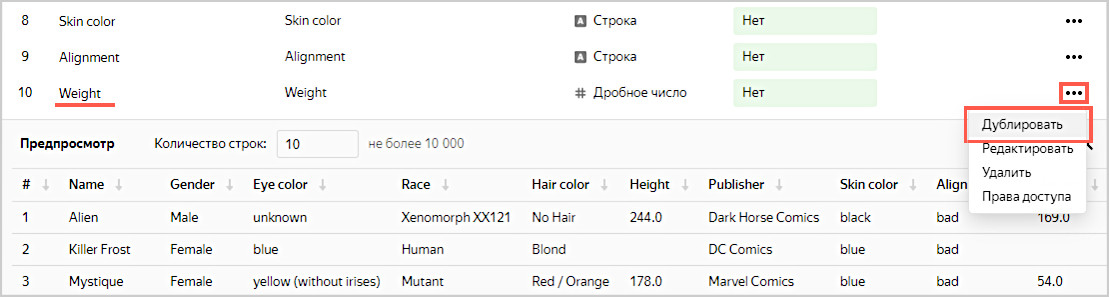 8 Skin color Skin color A Строка Нет •••
9 Alignment Alignment A Строка Нет •••
10 Weight Weight # Дробное число Нет •••
Дублировать
Редактировать
Удалить
Права доступа
Предпросмотр Количество строк: 10 не более 10 000
# Name Gender Eye color Race Hair color Height Publisher Skin color Align
1 Alien Male unknown Xenomorph XX121 No Hair 244.0 Dark Horse Comics black bad 169.0
2 Killer Frost Female blue Human Blond DC Comics blue bad
3 Mystique Female yellow (without irises) Mutant Red / Orange 178.0 Marvel Comics blue bad 54.0